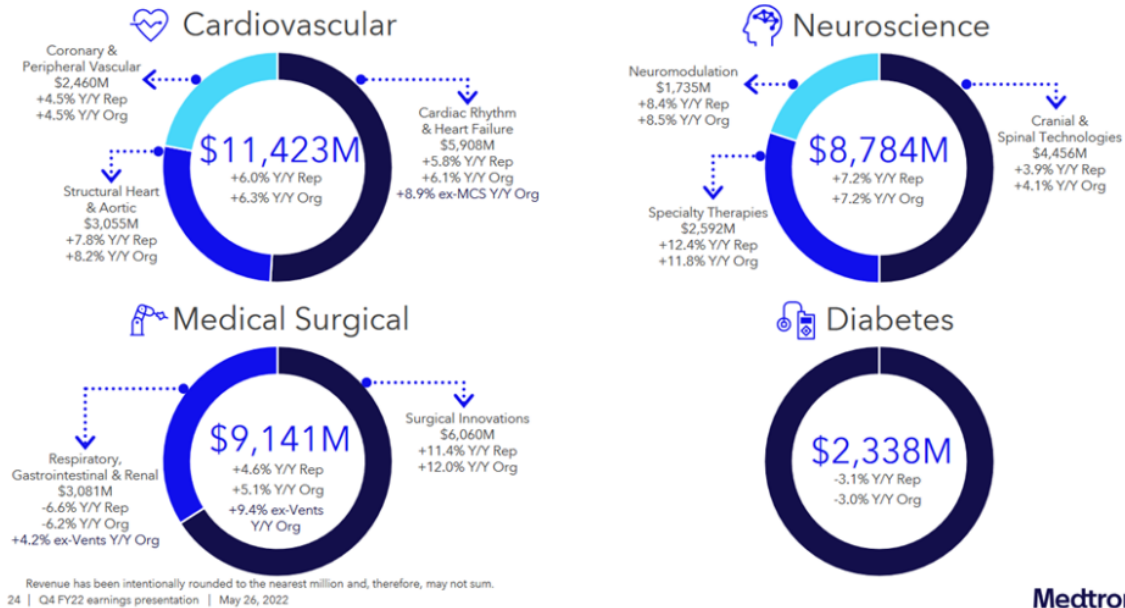 Cardiovascular
Coronary &
Peripheral Vascular
$2,460M
+4.5% Y/Y Rep
+4.5% Y/Y Org
Cardiac Rhythm
& Heart Failure
$5,908M
+5.8% Y/Y Rep
+6.1% Y/Y Org
+8.9% ex-MCS Y/Y Org
$11,423M
+6.0% Y/Y Rep
+6.3% Y/Y Org
Structural Heart
& Aortic
$3,055M
+7.8% Y/Y Rep
+8.2% Y/Y Org
Neuroscience
Neuromodulation
$1,735M
+8.4% Y/Y Rep
+8.5% Y/Y Org
Cranial &
Spinal Technologies
$4,456M
+3.9% Y/Y Rep
+4.1% Y/Y Org
$8,784M
+7.2% Y/Y Rep
+7.2% Y/Y Org
Specialty Therapies
$2,592M
+12.4% Y/Y Rep
+11.8% Y/Y Org
Medical Surgical
Surgical Innovations
$6,060M
+11.4% Y/Y Rep
+12.0% Y/Y Org
$9,141M
+4.6% Y/Y Rep
+5.1% Y/Y Org
+9.4% ex-Vents
Y/Y Org
Respiratory,
Gastrointestinal & Renal
$3,081M
-6.6% Y/Y Rep
-6.2% Y/Y Org
+4.2% ex-Vents Y/Y Org
Diabetes
$2,338M
-3.1% Y/Y Rep
-3.0% Y/Y Org
Revenue has been intentionally rounded to the nearest million and, therefore, may not sum.
24 | Q4 FY22 earnings presentation | May 26, 2022
Medtro